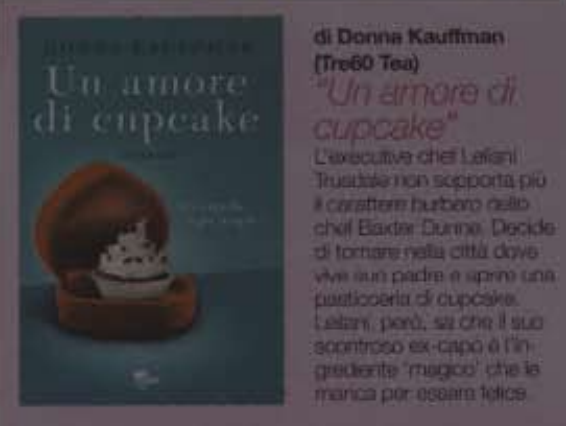 DONNA KAUFFMAN
Un amore
di cupcake
di Donna Kauffman
(Tre60 Tea)
"Un amore di
cupcake"
L'executive chef Leilani
Trusdale non sopporta più
il carattere burbero dello
chef Baxter Dunne. Decide
di tornare nella città dove
vive suo padre e aprire una
pasticceria di cupcake.
Leilani, però, sa che il suo
scontroso ex-capo è l'in-
grediente 'magico' che le
manca per essere felice.